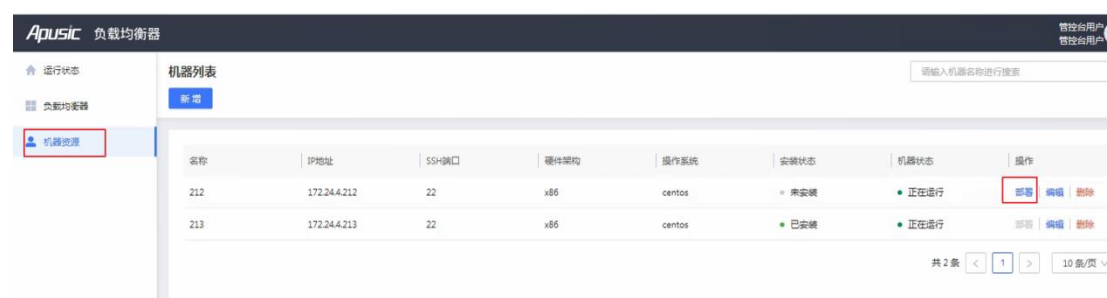 Apusic 负载均衡器
管控台用户
管控台用户
运行状态
负载均衡器
机器资源
机器列表
请输入机器名称进行搜索
新增
名称 IP地址 SSH端口 硬件架构 操作系统 安装状态 机器状态 操作
212 172.24.4.212 22 x86 centos 未安装 正在运行 部署 编辑 删除
213 172.24.4.213 22 x86 centos 已安装 正在运行 部署 编辑 删除
共 2 条 < 1 > 10 条/页